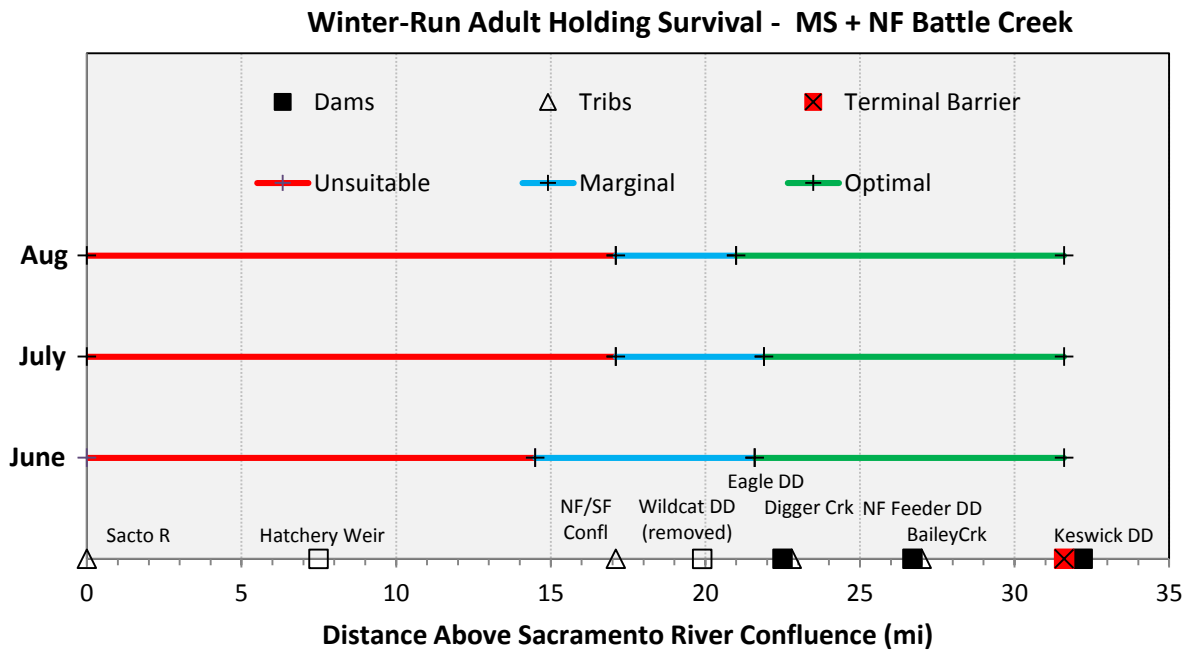 Winter-Run Adult Holding Survival - MS + NF Battle Creek
Dams Tribs Terminal Barrier
Unsuitable Marginal Optimal
Aug
July
June
Eagle DD
Sacto R Hatchery Weir NF/SF Confl Wildcat DD (removed) Digger Crk NF Feeder DD BaileyCrk Keswick DD
0 5 10 15 20 25 30 35
Distance Above Sacramento River Confluence (mi)